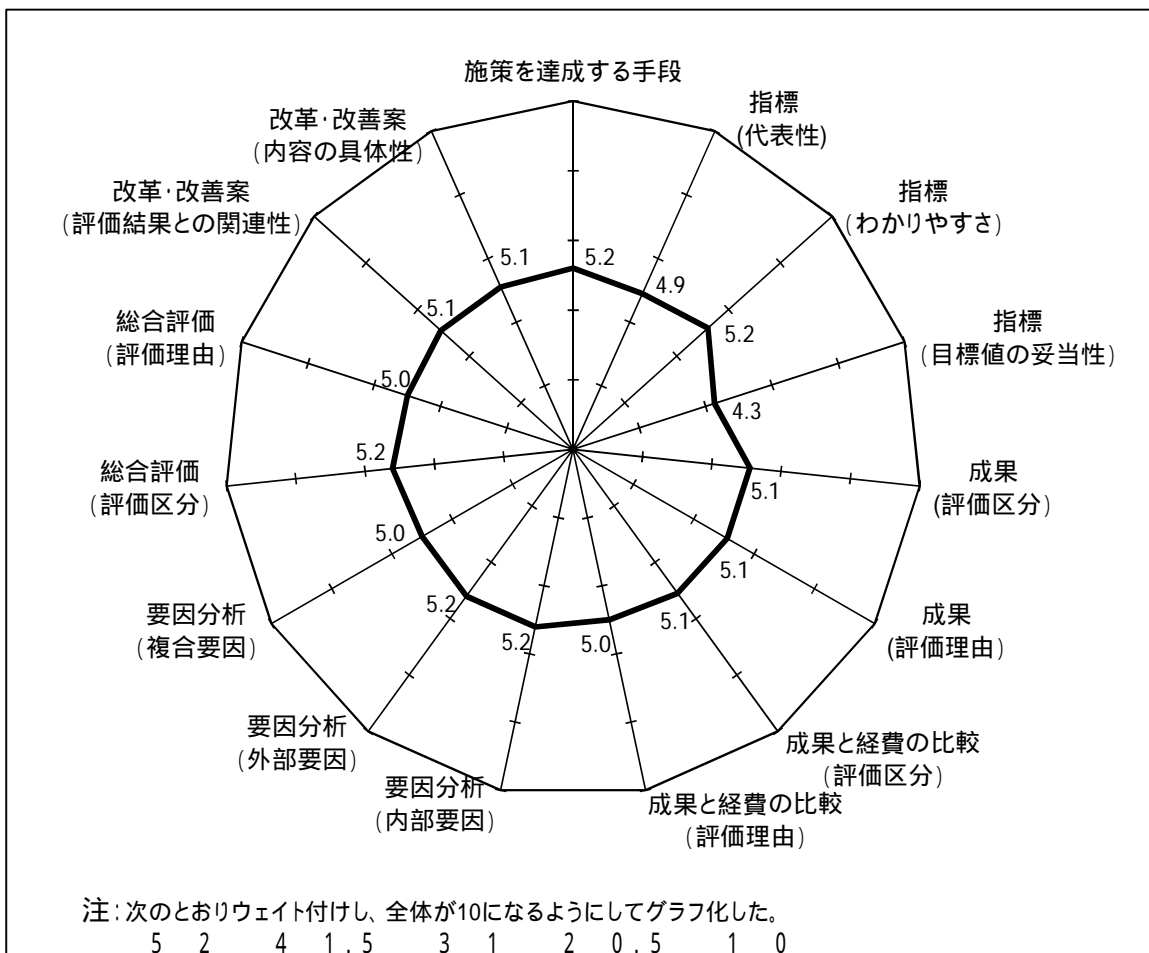 施策を達成する手段
指標
(代表性)
指標
(わかりやすさ)
指標
(目標値の妥当性)
成果
(評価区分)
成果
(評価理由)
成果と経費の比較
(評価区分)
成果と経費の比較
(評価理由)
要因分析
(内部要因)
要因分析
(外部要因)
要因分析
(複合要因)
総合評価
(評価区分)
総合評価
(評価理由)
改革・改善案
(評価結果との関連性)
改革・改善案
(内容の具体性)
5.2
4.9
5.2
4.3
5.1
5.1
5.1
5.0
5.2
5.2
5.0
5.2
5.0
5.1
5.1
注:次のとおりウェイト付けし、全体が10になるようにしてグラフ化した。
5 2 4 1.5 3 1 2 0.5 1 0